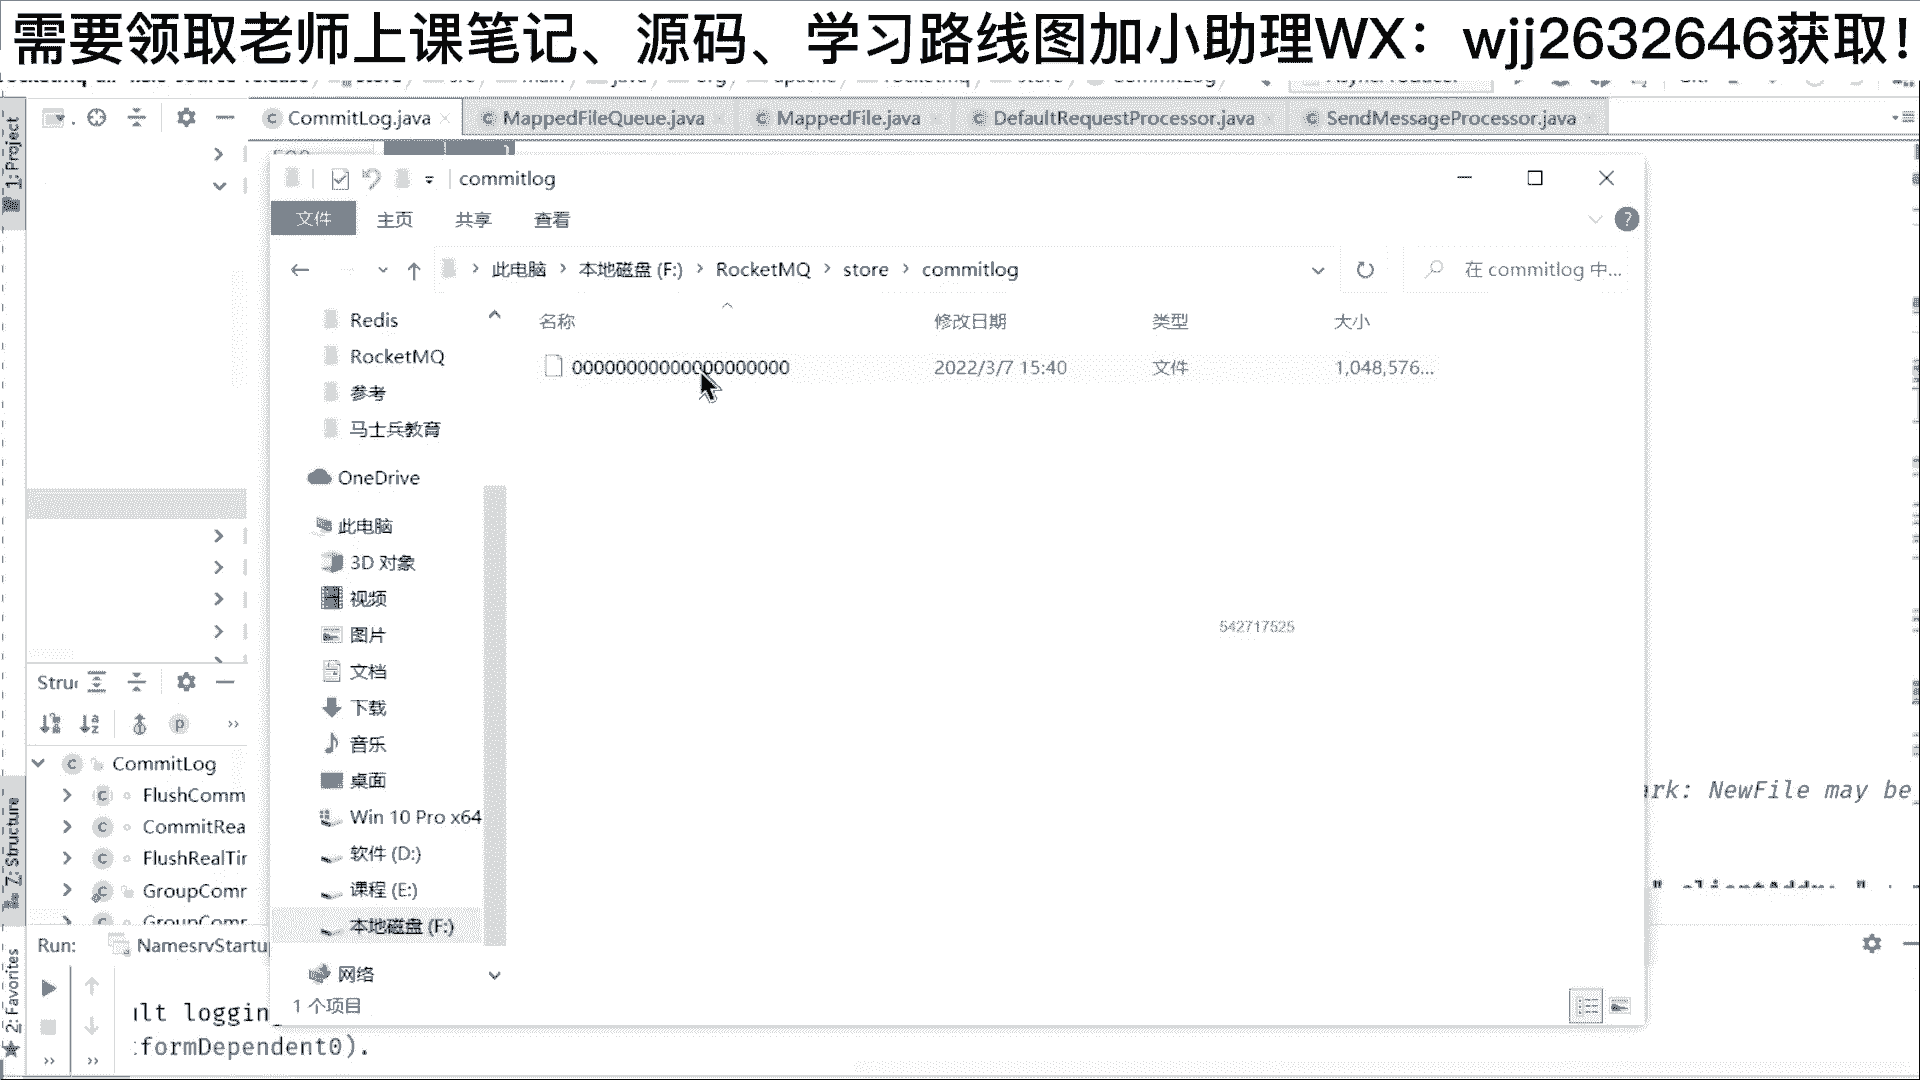 需要领取老师上课笔记、源码、学习路线图加小助理WX：wjj2632646获取！
1: Project
CommitLog.java
MappedFileQueue.java
MappedFile.java
DefaultRequestProcessor.java
SendMessageProcessor.java
commitlog
文件
主页
共享
查看
此电脑
本地磁盘 (F:)
RocketMQ
store
commitlog
在 commitlog 中...
名称
修改日期
类型
大小
00000000000000000000
2022/3/7 15:40
文件
1,048,576...
Redis
RocketMQ
参考
马士兵教育
OneDrive
此电脑
3D 对象
视频
图片
文档
下载
音乐
桌面
Win 10 Pro x64
软件 (D:)
课程 (E:)
本地磁盘 (F:)
网络
1 个项目
542717525
Stru
CommitLog
FlushComm
CommitRea
FlushRealTir
GroupComr
GroupComr
Z: Structure
2: Favorites
ark: NewFile may be
" clientAddr: "
Run:
NamesrvStartu
ult loggin
formDependent0).